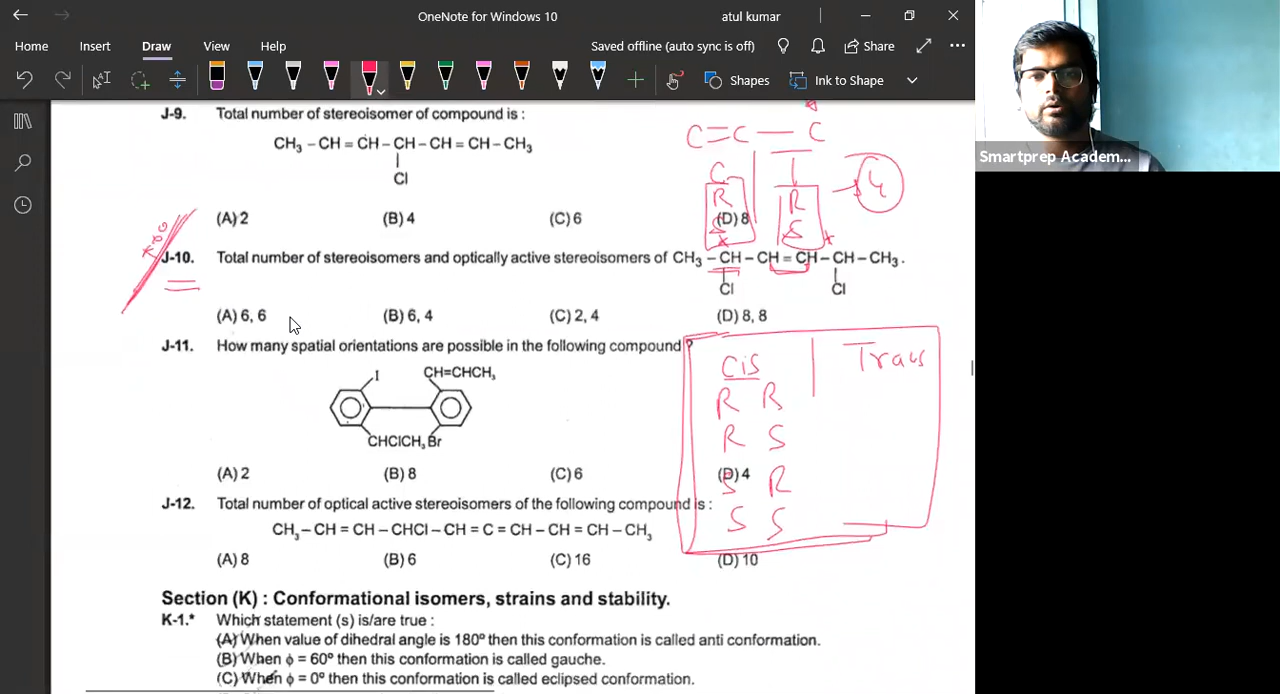 OneNote for Windows 10
atul kumar
Home Insert Draw View Help
Saved offline (auto sync is off)
Share
Shapes
Ink to Shape
Smartprep Academ...
J-9. Total number of stereoisomer of compound is :
CH₃ – CH = CH – CH – CH = CH – CH₃
Cl
(A) 2 (B) 4 (C) 6 (D) 8
C=C — C
C
R R
S S
4
J-10. Total number of stereoisomers and optically active stereoisomers of CH₃ – CH – CH = CH – CH – CH₃.
Cl Cl
(A) 6, 6 (B) 6, 4 (C) 2, 4 (D) 8, 8
J-11. How many spatial orientations are possible in the following compound ?
I CH=CHCH₃
CHClCH₃ Br
(A) 2 (B) 8 (C) 6 (D) 4
Cis | Trans
R R
R S
S R
S S
J-12. Total number of optical active stereoisomers of the following compound is :
CH₃ – CH = CH – CHCl – CH = C = CH – CH = CH – CH₃
(A) 8 (B) 6 (C) 16 (D) 10
Section (K) : Conformational isomers, strains and stability.
K-1.* Which statement (s) is/are true :
(A) When value of dihedral angle is 180º then this conformation is called anti conformation.
(B) When ϕ = 60º then this conformation is called gauche.
(C) When ϕ = 0º then this conformation is called eclipsed conformation.